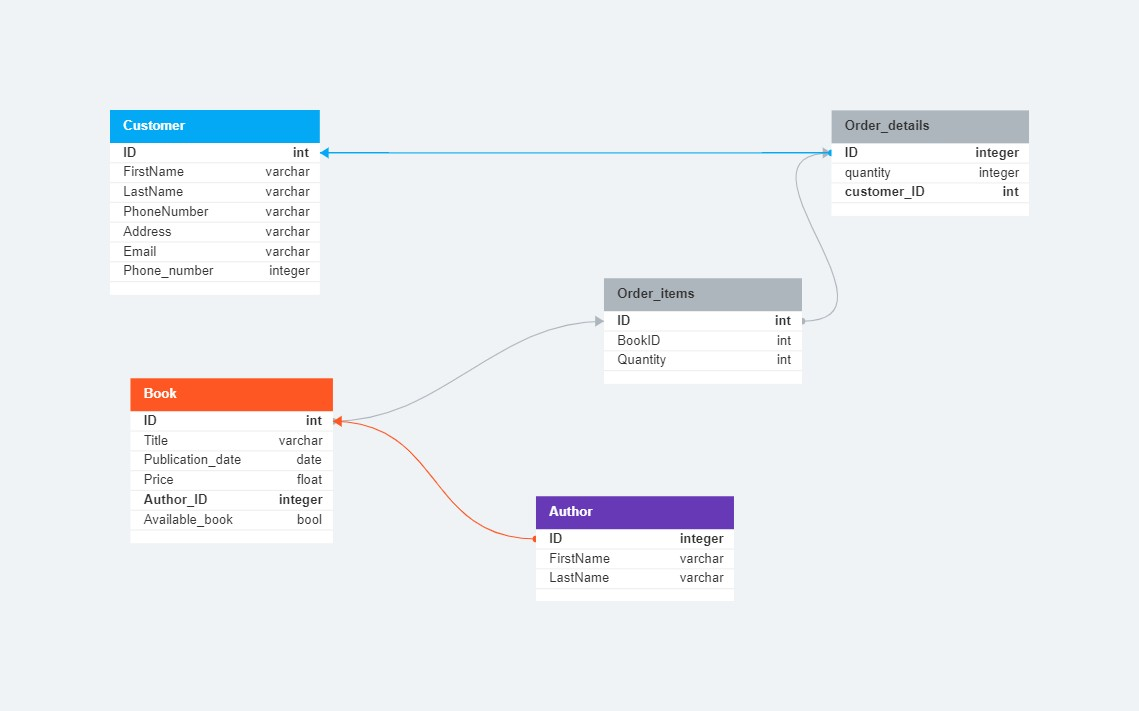 Customer
ID int
FirstName varchar
LastName varchar
PhoneNumber varchar
Address varchar
Email varchar
Phone_number integer
Order_details
ID integer
quantity integer
customer_ID int
Order_items
ID int
BookID int
Quantity int
Book
ID int
Title varchar
Publication_date date
Price float
Author_ID integer
Available_book bool
Author
ID integer
FirstName varchar
LastName varchar